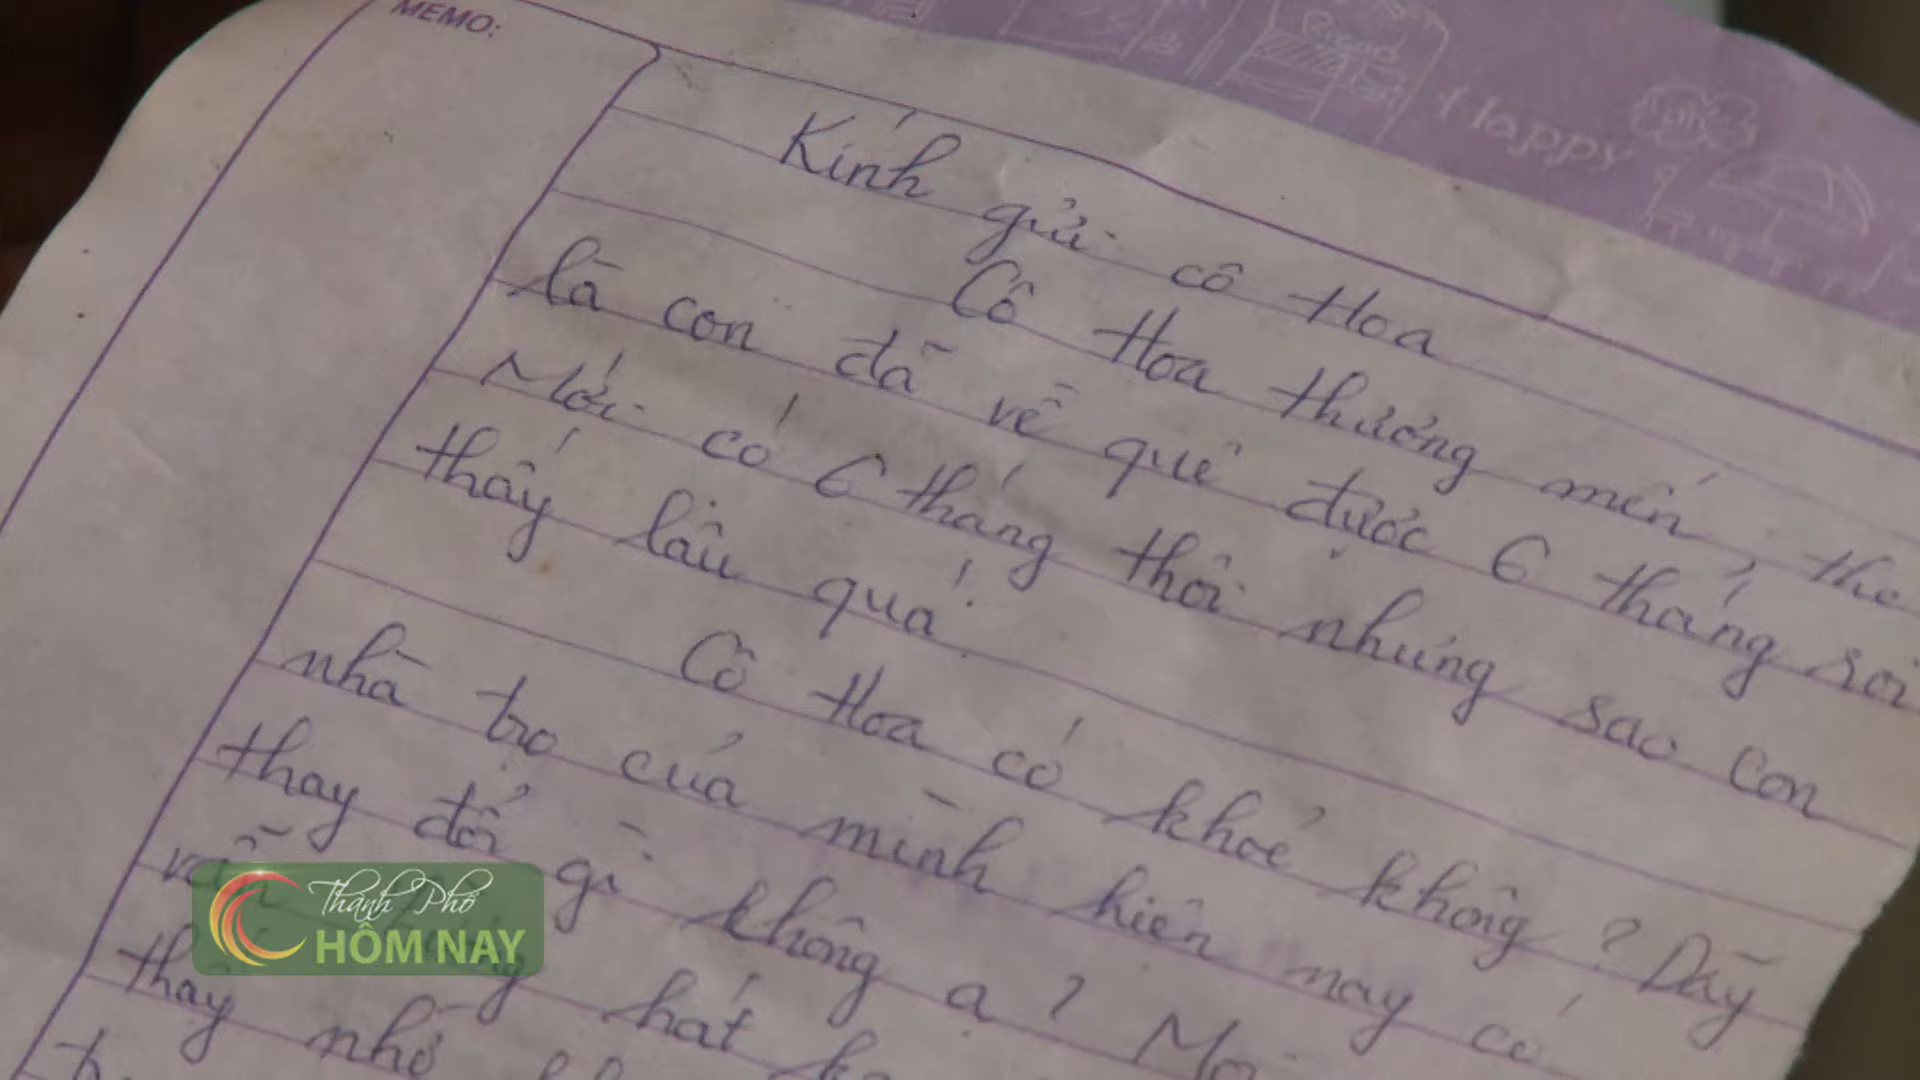 MEMO:
Happy
Kính gửi cô Hoa
Cô Hoa thương mến, thế
là con đã về quê được 6 tháng rồi
Mới có 6 tháng thôi nhưng sao con
thấy lâu quá!
Cô Hoa có khoẻ không? Dãy
nhà trọ của mình hiện nay có
thay đổi gì không ạ? Mọi
vẫn hát
thấy nhớ
Thành Phố
HÔM NAY